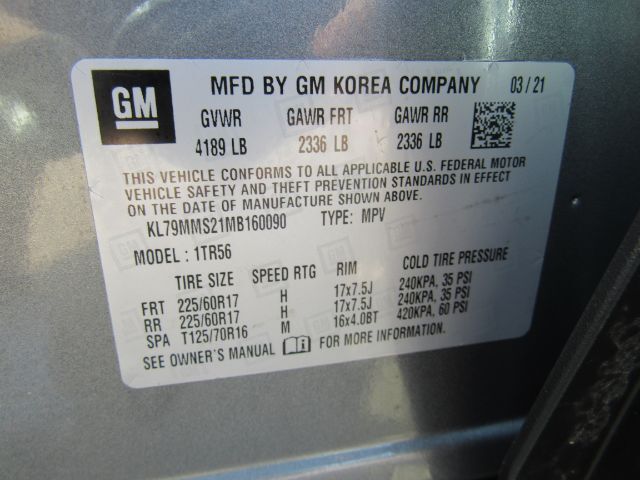 GM
MFD BY GM KOREA COMPANY 03/21
GVWR GAWR FRT GAWR RR
4189 LB 2336 LB 2336 LB
THIS VEHICLE CONFORMS TO ALL APPLICABLE U.S. FEDERAL MOTOR
VEHICLE SAFETY AND THEFT PREVENTION STANDARDS IN EFFECT
ON THE DATE OF MANUFACTURE SHOWN ABOVE.
KL79MMS21MB160090 TYPE: MPV
MODEL: 1TR56
TIRE SIZE SPEED RTG RIM COLD TIRE PRESSURE
FRT 225/60R17 H 17x7.5J 240KPA, 35 PSI
RR 225/60R17 H 17x7.5J 240KPA, 35 PSI
SPA T125/70R16 M 16x4.0BT 420KPA, 60 PSI
SEE OWNER'S MANUAL FOR MORE INFORMATION.